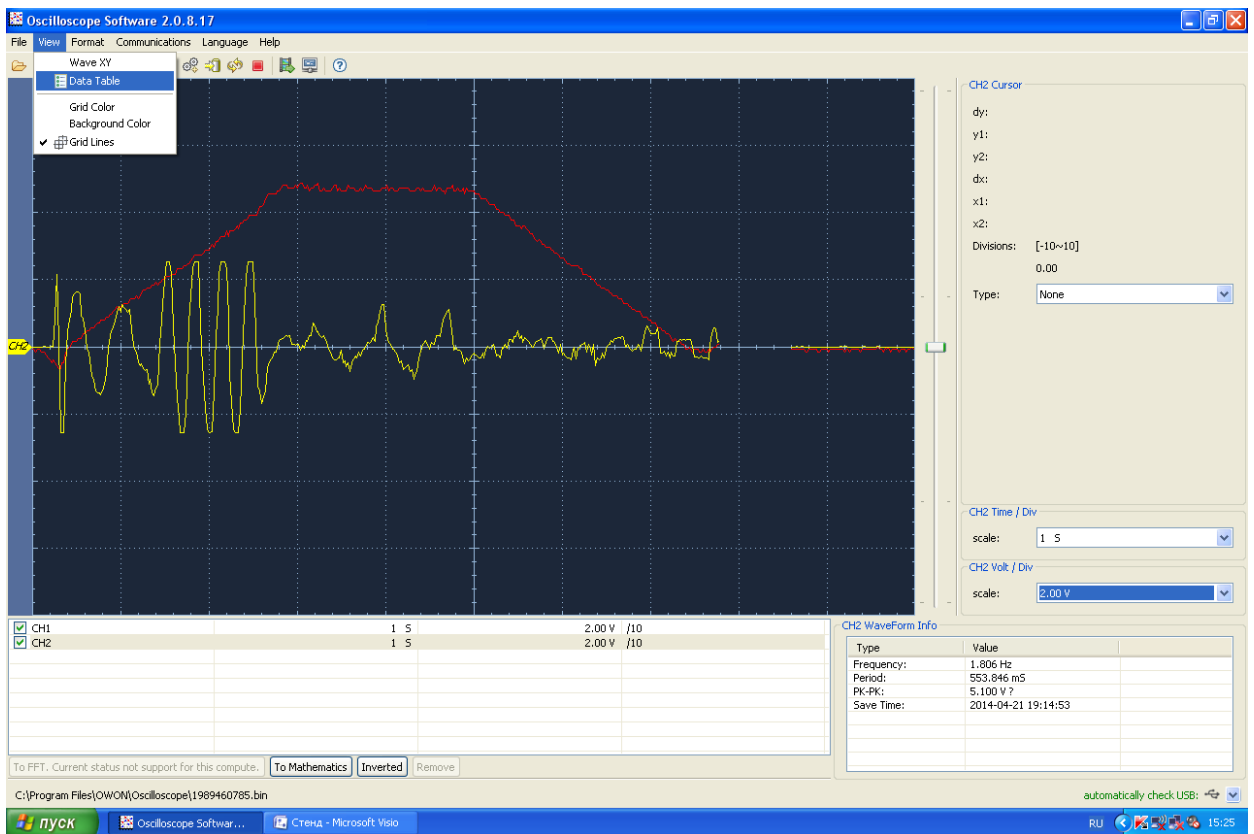 Oscilloscope Software 2.0.8.17
File View Format Communications Language Help
Wave XY
Data Table
Grid Color
Background Color
Grid Lines
CH2
CH2 Cursor
dy:
y1:
y2:
dx:
x1:
x2:
Divisions: [-10~10]
0.00
Type: None
CH2 Time / Div
scale: 1 S
CH2 Volt / Div
scale: 2.00 V
CH1 1 S 2.00 V /10
CH2 1 S 2.00 V /10
CH2 WaveForm Info
Type Value
Frequency: 1.806 Hz
Period: 553.846 mS
PK-PK: 5.100 V ?
Save Time: 2014-04-21 19:14:53
To FFT. Current status not support for this compute. To Mathematics Inverted Remove
C:\Program Files\OWON\Oscilloscope\1989460785.bin
automatically check USB:
пуск Oscilloscope Softwar... Стенд - Microsoft Visio RU 15:25